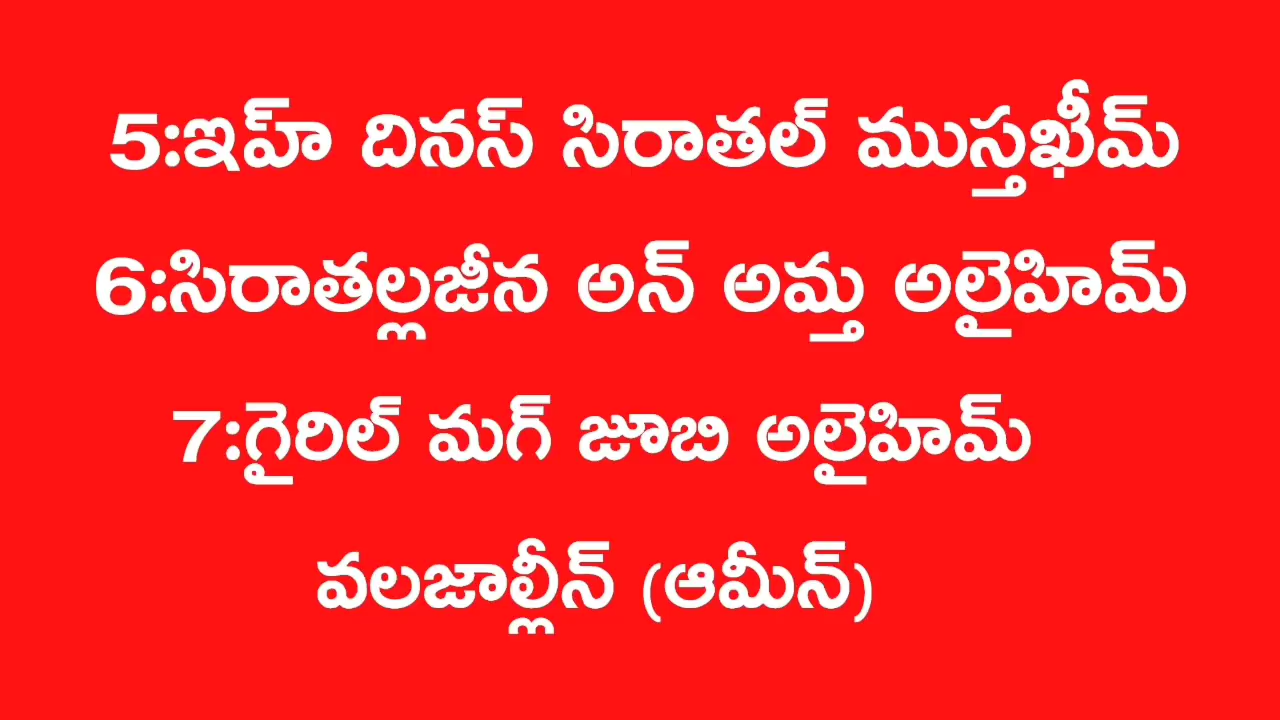 5:ఇహ్ దినస్ సిరాతల్ ముస్తఖీమ్
6:సిరాతల్లజీన అన్ అమ్త అలైహిమ్
7:గైరిల్ మగ్ జూబి అలైహిమ్
వలజాల్లీన్ (ఆమీన్)